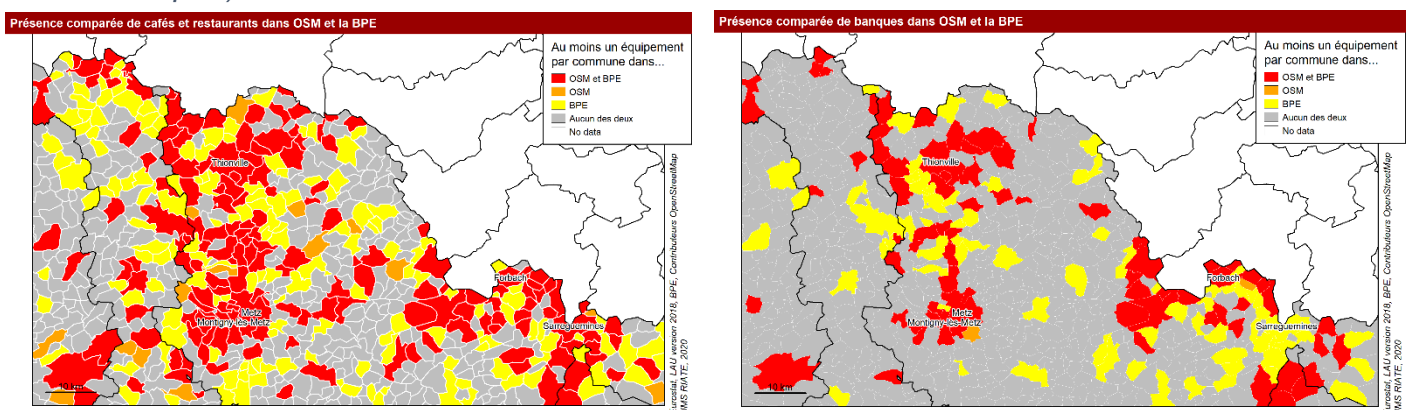 Présence comparée de cafés et restaurants dans OSM et la BPE
Au moins un équipement
par commune dans...
OSM et BPE
OSM
BPE
Aucun des deux
No data
Thionville
Metz
Montigny-lès-Metz
Forbach
Sarreguemines
10 km
urostat, LAU version 2018, BPE, Contributeurs OpenStreetMap
MS RIATE, 2020
Présence comparée de banques dans OSM et la BPE
Au moins un équipement
par commune dans...
OSM et BPE
OSM
BPE
Aucun des deux
No data
Thionville
Metz
Montigny-lès-Metz
Forbach
Sarreguemines
10 km
urostat, LAU version 2018, BPE, Contributeurs OpenStreetMap
MS RIATE, 2020